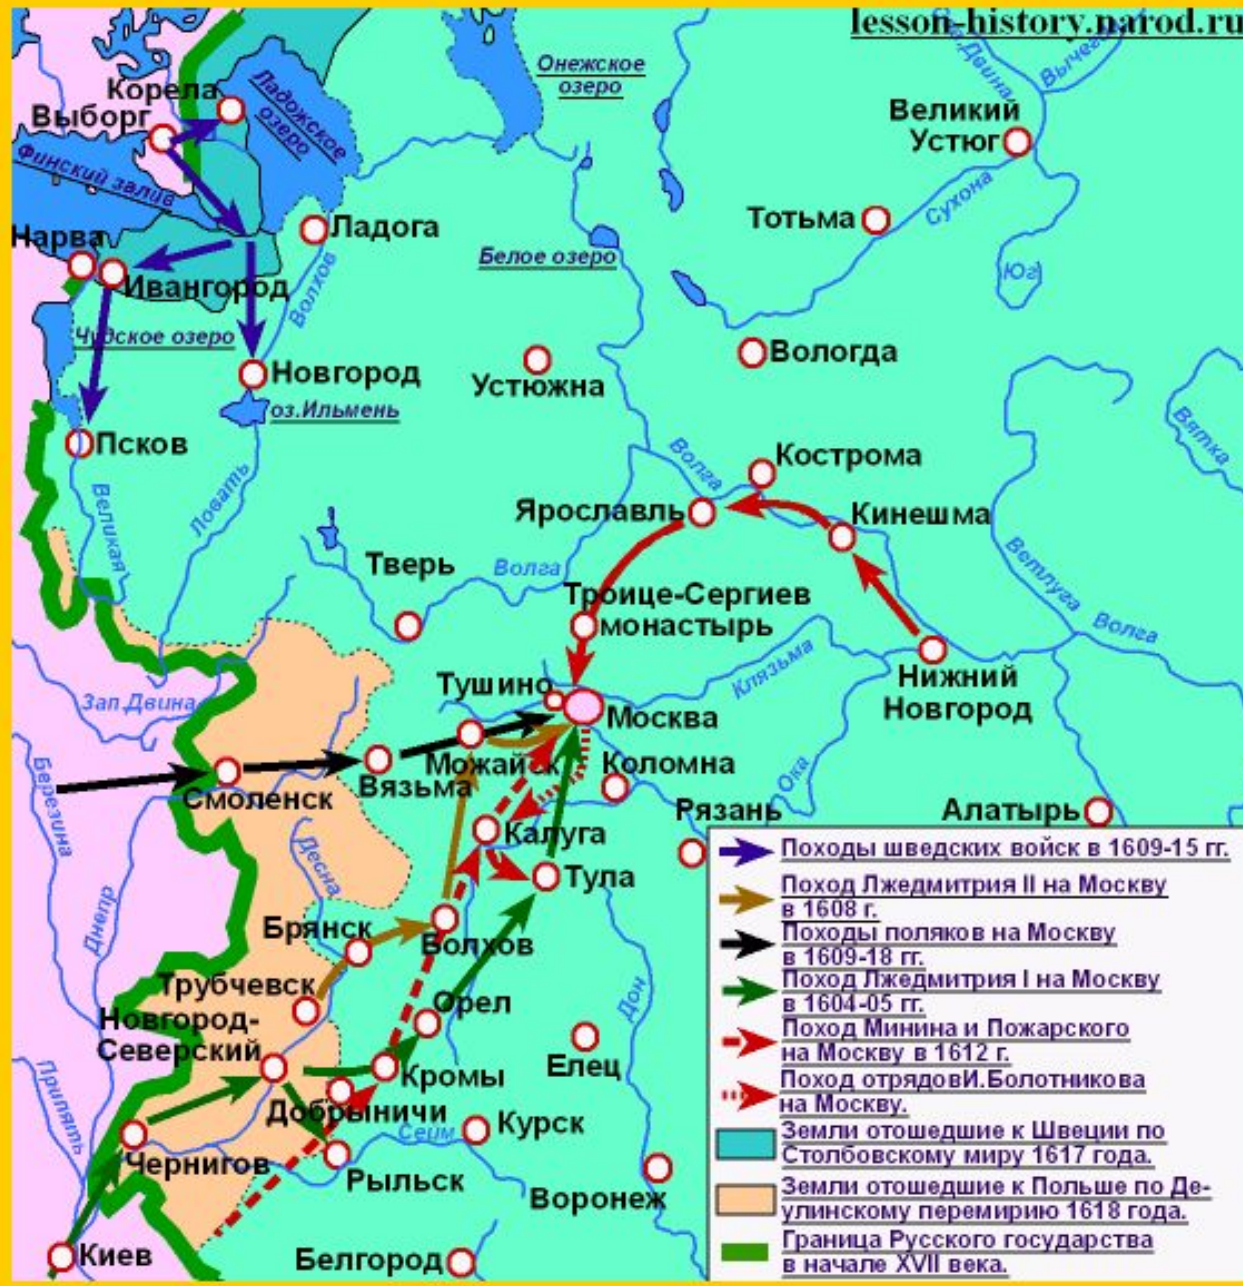 lesson-history.narod.ru
Корела
Выборг
Ладожское
озеро
Онежское
озеро
Вычегда
Великий
Устюг
Финский залив
Сухона
Тотьма
Ладога
Нарва
Белое озеро
Юг
Ивангород
Волхов
Чудское озеро
Вологда
Новгород
Устюжна
оз.Ильмень
Вятка
Псков
Волга
Кострома
Великая
Ловать
Ярославль
Кинешма
Тверь
Волга
Ветлуга
Троице-Сергиев
монастырь
Волга
Клязьма
Нижний
Новгород
Тушино
Зап.Двина
Москва
Можайск
Коломна
Березина
Вязьма
Смоленск
Ока
Рязань
Алатырь
Калуга
Десна
Тула
Днепр
Брянск
Волхов
Трубчевск
Орел
Дон
Новгород-
Северский
Елец
Кромы
Припять
Добрыничи
Сеим
Курск
Чернигов
Рыльск
Воронеж
Киев
Белгород
Походы шведских войск в 1609-15 гг.
Поход Лжедмитрия II на Москву
в 1608 г.
Походы поляков на Москву
в 1609-18 гг.
Поход Лжедмитрия I на Москву
в 1604-05 гг.
Поход Минина и Пожарского
на Москву в 1612 г.
Поход отрядовИ.Болотникова
на Москву.
Земли отошедшие к Швеции по
Столбовскому миру 1617 года.
Земли отошедшие к Польше по Де-
улинскому перемирию 1618 года.
Граница Русского государства
в начале XVII века.